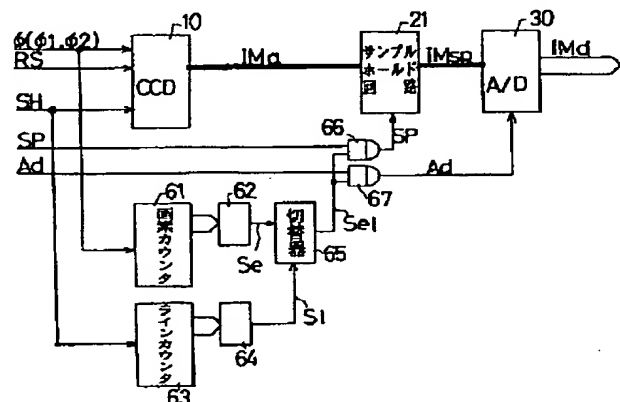 10
21
30
φ(φ1,φ2)
RS
SH
SP
Ad
CCD
IMa
サンプル
ホールド
回路
IMSP
A/D
IMd
66
SP
67
Ad
61
62
画素カウンタ
Se
切替器
65
Sel
ラインカウンタ
63
64
Sl